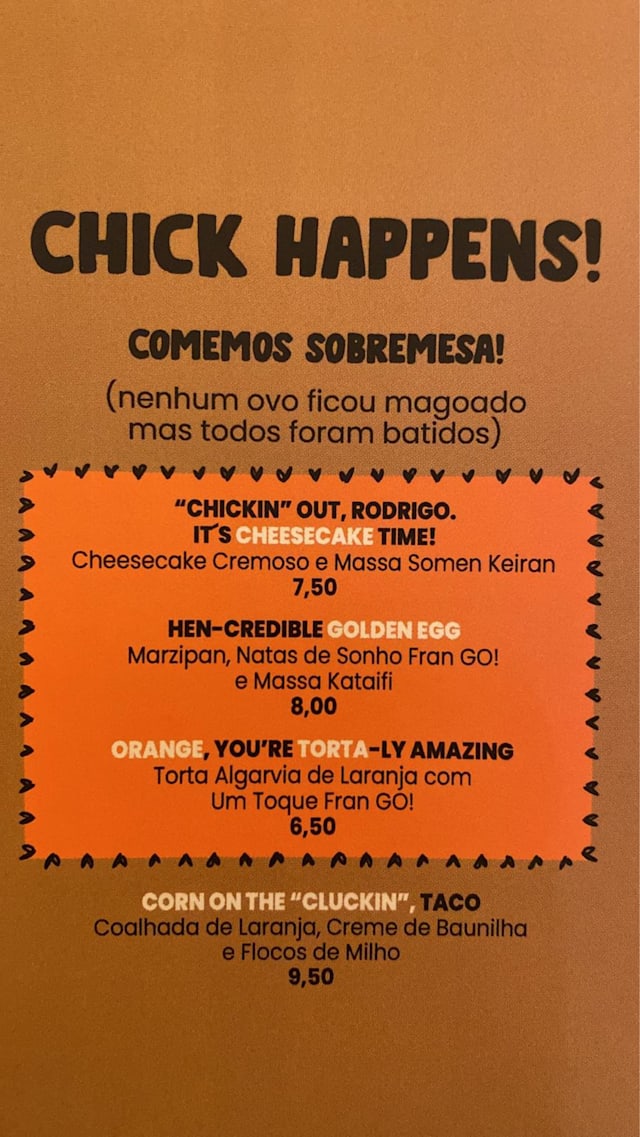 CHICK HAPPENS!
COMEMOS SOBREMESA!
(nenhum ovo ficou magoado
mas todos foram batidos)
“CHICKIN” OUT, RODRIGO.
IT´S CHEESECAKE TIME!
Cheesecake Cremoso e Massa Somen Keiran
7,50
HEN-CREDIBLE GOLDEN EGG
Marzipan, Natas de Sonho Fran GO!
e Massa Kataifi
8,00
ORANGE, YOU’RE TORTA-LY AMAZING
Torta Algarvia de Laranja com
Um Toque Fran GO!
6,50
CORN ON THE “CLUCKIN”, TACO
Coalhada de Laranja, Creme de Baunilha
e Flocos de Milho
9,50